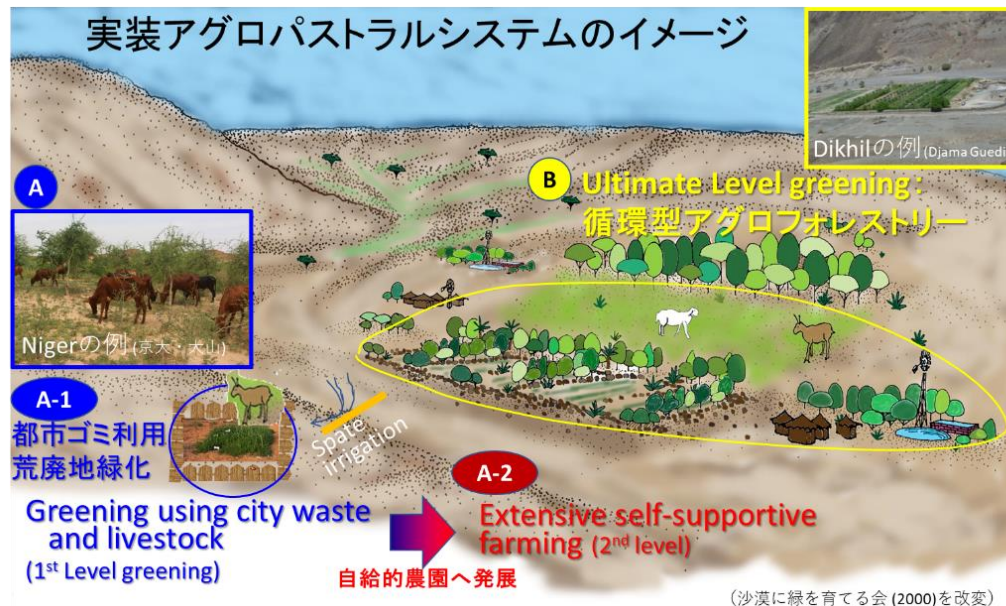 実装アグロパストラルシステムのイメージ
Dikhilの例(Djama Guedi
A
B
Ultimate Level greening:
循環型アグロフォレストリー
Nigerの例(京大・犬山)
A-1
都市ゴミ利用
荒廃地緑化
Spate
irrigation
A-2
Greening using city waste
and livestock
(1st Level greening)
Extensive self-supportive
farming (2nd level)
自給的農園へ発展
(沙漠に緑を育てる会 (2000)を改変)